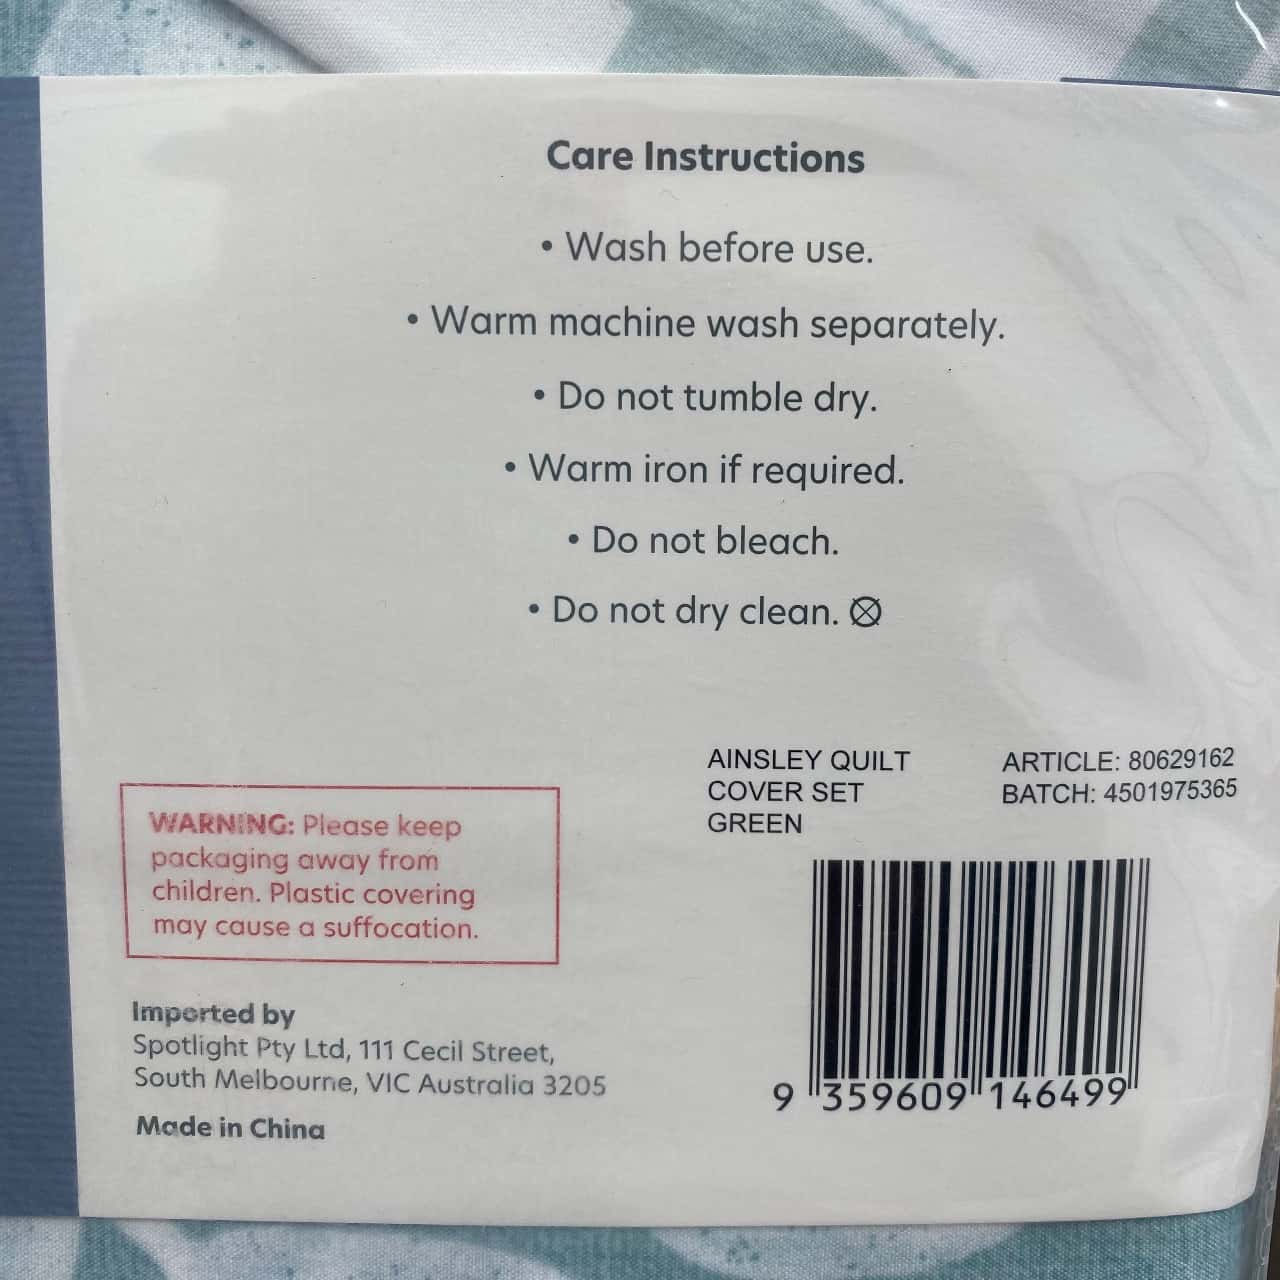 Care Instructions
• Wash before use.
• Warm machine wash separately.
• Do not tumble dry.
• Warm iron if required.
• Do not bleach.
• Do not dry clean.
AINSLEY QUILT
COVER SET
GREEN
ARTICLE: 80629162
BATCH: 4501975365
WARNING: Please keep
packaging away from
children. Plastic covering
may cause a suffocation.
Imported by
Spotlight Pty Ltd, 111 Cecil Street,
South Melbourne, VIC Australia 3205
Made in China
9 359609 146499